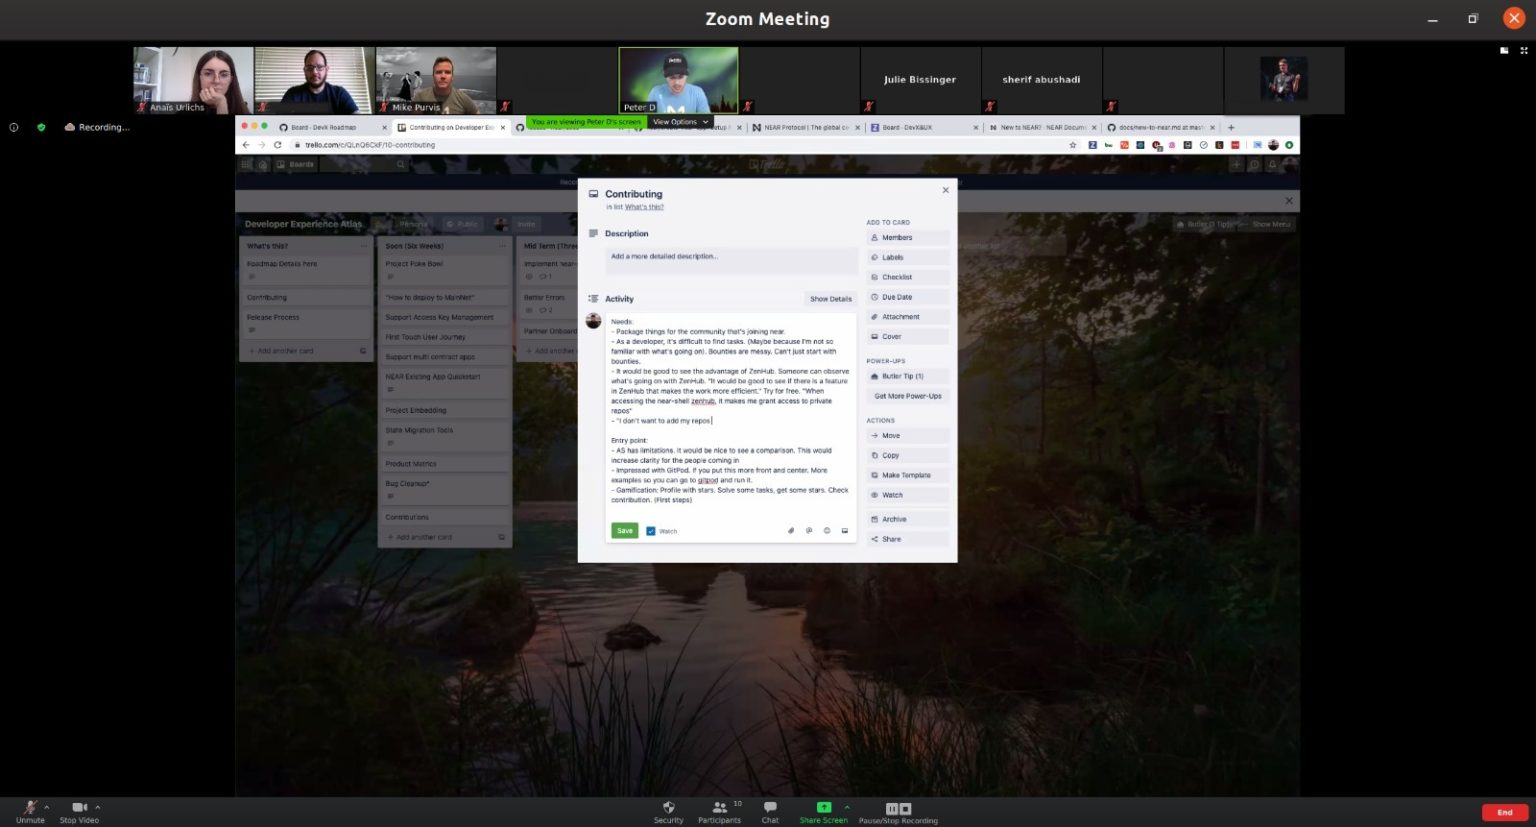 Zoom Meeting
Anaïs Urlichs
Mike Purvis
Peter D
Julie Bissinger
sherif abushadi
Recording...
You are viewing Peter D's screen
View Options
Board - DevX Roadmap
Contributing on Developer Ex
NEAR Protocol | The global c
Board - DevX&UX
New to NEAR? · NEAR Docum
docs/new-to-near.md at mast
trello.com/c/QLnQ6CkF/10-contributing
Boards
Trello
Developer Experience Atlas
Personal
Public
Invite
Show Menu
What's this?
Roadmap Details here
Contributing
Release Process
+ Add another card
Soon (Six Weeks)
Project Poke Bowl
"How to deploy to MainNet"
Support Access Key Management
First Touch User Journey
Support multi contract apps
NEAR Existing App Quickstart
Project Embedding
State Migration Tools
Product Metrics
Bug Cleanup*
Contributions
+ Add another card
Mid Term (Three
Implement near-
1
Better Errors
2
Partner Onboard
+ Add another
Contributing
in list What's this?
Description
Add a more detailed description...
Activity
Show Details
Needs:
- Package things for the community that's joining near.
- As a developer, it's difficult to find tasks. (Maybe because I'm not so
familiar with what's going on). Bounties are messy. Can't just start with
bounties.
- It would be good to see the advantage of ZenHub. Someone can observe
what's going on with ZenHub. "It would be good to see if there is a feature
in ZenHub that makes the work more efficient." Try for free. "When
accessing the near-shell zenhub, it makes me grant access to private
repos"
- "I don't want to add my repos
Entry point:
- AS has limitations. It would be nice to see a comparison. This would
increase clarity for the people coming in
- Impressed with GitPod. If you put this more front and center. More
examples so you can go to gitpod and run it.
- Gamification: Profile with stars. Solve some tasks, get some stars. Check
contribution. (First steps)
Save
Watch
ADD TO CARD
Members
Labels
Checklist
Due Date
Attachment
Cover
POWER-UPS
Butler Tip (1)
Get More Power-Ups
ACTIONS
Move
Copy
Make Template
Watch
Archive
Share
Unmute
Stop Video
Security
Participants
10
Chat
Share Screen
Pause/Stop Recording
End